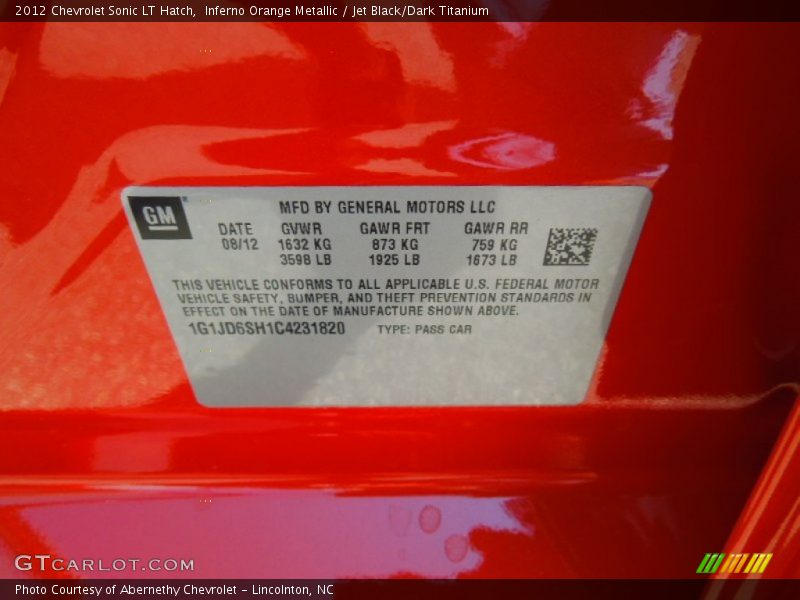 2012 Chevrolet Sonic LT Hatch,  Inferno Orange Metallic / Jet Black/Dark Titanium
GM
MFD BY GENERAL MOTORS LLC
DATE GVWR GAWR FRT GAWR RR
08/12 1632 KG 873 KG 759 KG
3598 LB 1925 LB 1673 LB
THIS VEHICLE CONFORMS TO ALL APPLICABLE U.S. FEDERAL MOTOR
VEHICLE SAFETY, BUMPER, AND THEFT PREVENTION STANDARDS IN
EFFECT ON THE DATE OF MANUFACTURE SHOWN ABOVE.
1G1JD6SH1C4231820 TYPE: PASS CAR
GTCARLOT.COM
Photo Courtesy of Abernethy Chevrolet - Lincolnton, NC